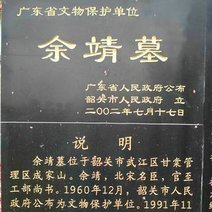 广东省文物保护单位
余靖墓
广东省人民政府公布
韶关市人民政府 立
二〇〇二年七月十七日
说明
余靖墓位于韶关市武江区甘棠管
理区成家山。余靖，北宋名臣，官至
工部尚书。1960年12月，韶关市人民
政府公布为文物保护单位。1991年11